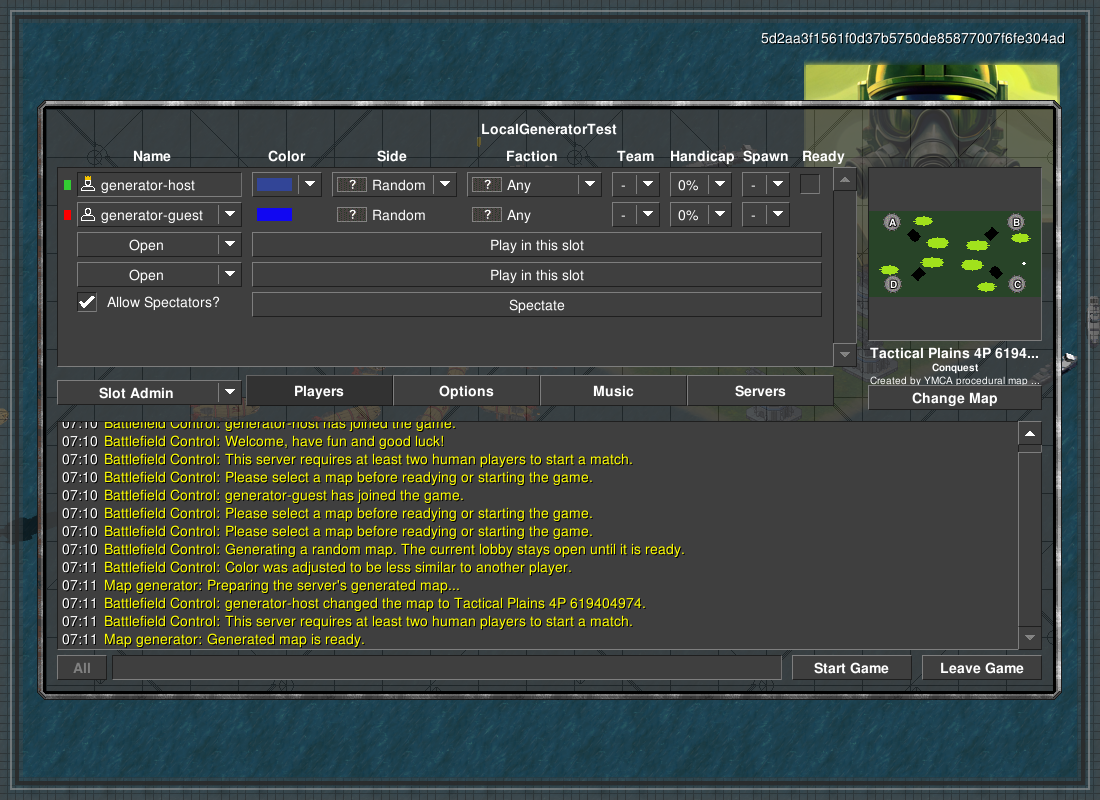 5d2aa3f1561f0d37b5750de85877007f6fe304ad
LocalGeneratorTest
Name Color Side Faction Team Handicap Spawn Ready
generator-host ? Random ? Any - 0% -
generator-guest ? Random ? Any - 0% -
Open Play in this slot
Open Play in this slot
Allow Spectators? Spectate
A B
D C
Tactical Plains 4P 6194...
Conquest
Created by YMCA procedural map ...
Change Map
Slot Admin Players Options Music Servers
07:10 Battlefield Control: generator-host has joined the game.
07:10 Battlefield Control: Welcome, have fun and good luck!
07:10 Battlefield Control: This server requires at least two human players to start a match.
07:10 Battlefield Control: Please select a map before readying or starting the game.
07:10 Battlefield Control: generator-guest has joined the game.
07:10 Battlefield Control: Please select a map before readying or starting the game.
07:10 Battlefield Control: Please select a map before readying or starting the game.
07:10 Battlefield Control: Generating a random map. The current lobby stays open until it is ready.
07:11 Battlefield Control: Color was adjusted to be less similar to another player.
07:11 Map generator: Preparing the server's generated map...
07:11 Battlefield Control: generator-host changed the map to Tactical Plains 4P 619404974.
07:11 Battlefield Control: This server requires at least two human players to start a match.
07:11 Map generator: Generated map is ready.
All Start Game Leave Game